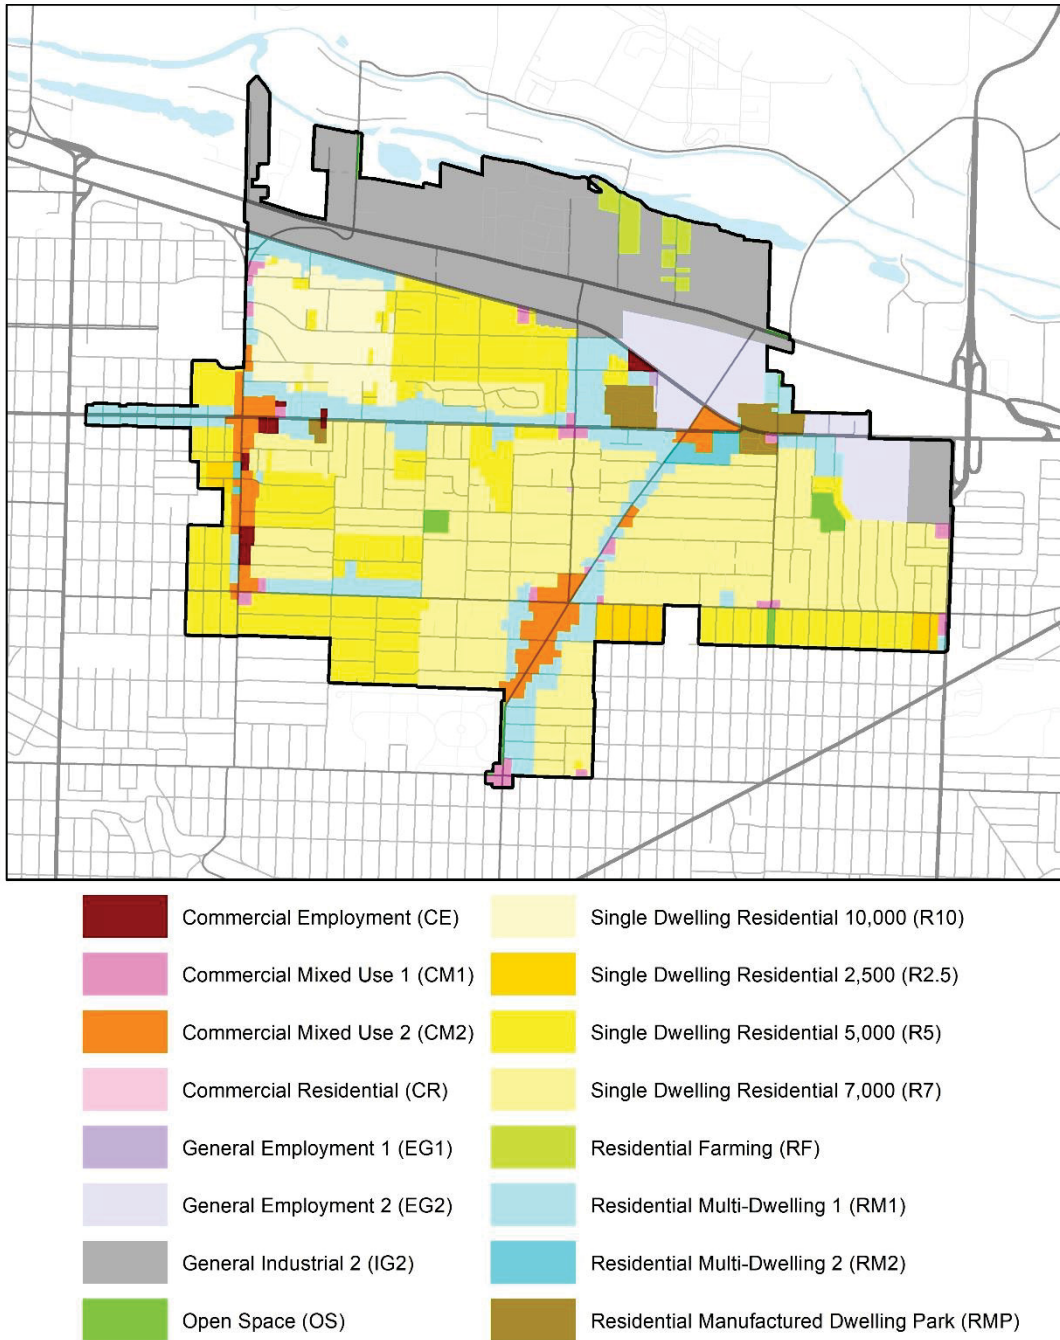 Commercial Employment (CE)
Commercial Mixed Use 1 (CM1)
Commercial Mixed Use 2 (CM2)
Commercial Residential (CR)
General Employment 1 (EG1)
General Employment 2 (EG2)
General Industrial 2 (IG2)
Open Space (OS)
Single Dwelling Residential 10,000 (R10)
Single Dwelling Residential 2,500 (R2.5)
Single Dwelling Residential 5,000 (R5)
Single Dwelling Residential 7,000 (R7)
Residential Farming (RF)
Residential Multi-Dwelling 1 (RM1)
Residential Multi-Dwelling 2 (RM2)
Residential Manufactured Dwelling Park (RMP)